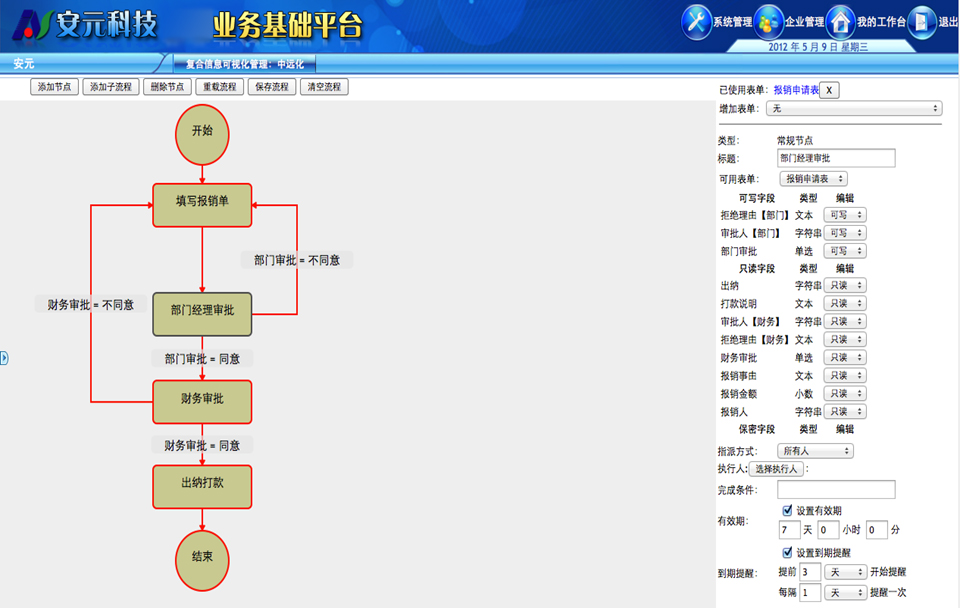 安元科技 业务基础平台 系统管理 企业管理 我的工作台 退出
2012 年 5 月 9 日 星期三
安元 复合信息可视化管理：中远化
添加节点 添加子流程 删除节点 重载流程 保存流程 清空流程
开始
填写报销单
部门审批 = 不同意
财务审批 = 不同意
部门经理审批
部门审批 = 同意
财务审批
财务审批 = 同意
出纳打款
结束
已使用表单: 报销申请表 X
增加表单: 无
类型: 常规节点
标题: 部门经理审批
可用表单: 报销申请表
可写字段 类型 编辑
拒绝理由【部门】 文本 可写
审批人【部门】 字符串 可写
部门审批 单选 可写
只读字段 类型 编辑
出纳 字符串 只读
打款说明 文本 只读
审批人【财务】 字符串 只读
拒绝理由【财务】 文本 只读
财务审批 单选 只读
报销事由 文本 只读
报销金额 小数 只读
报销人 字符串 只读
保密字段 类型 编辑
指派方式: 所有人
执行人: 选择执行人 :
完成条件:
设置有效期
有效期: 7 天 0 小时 0 分
设置到期提醒
到期提醒: 提前 3 天 开始提醒
每隔 1 天 提醒一次